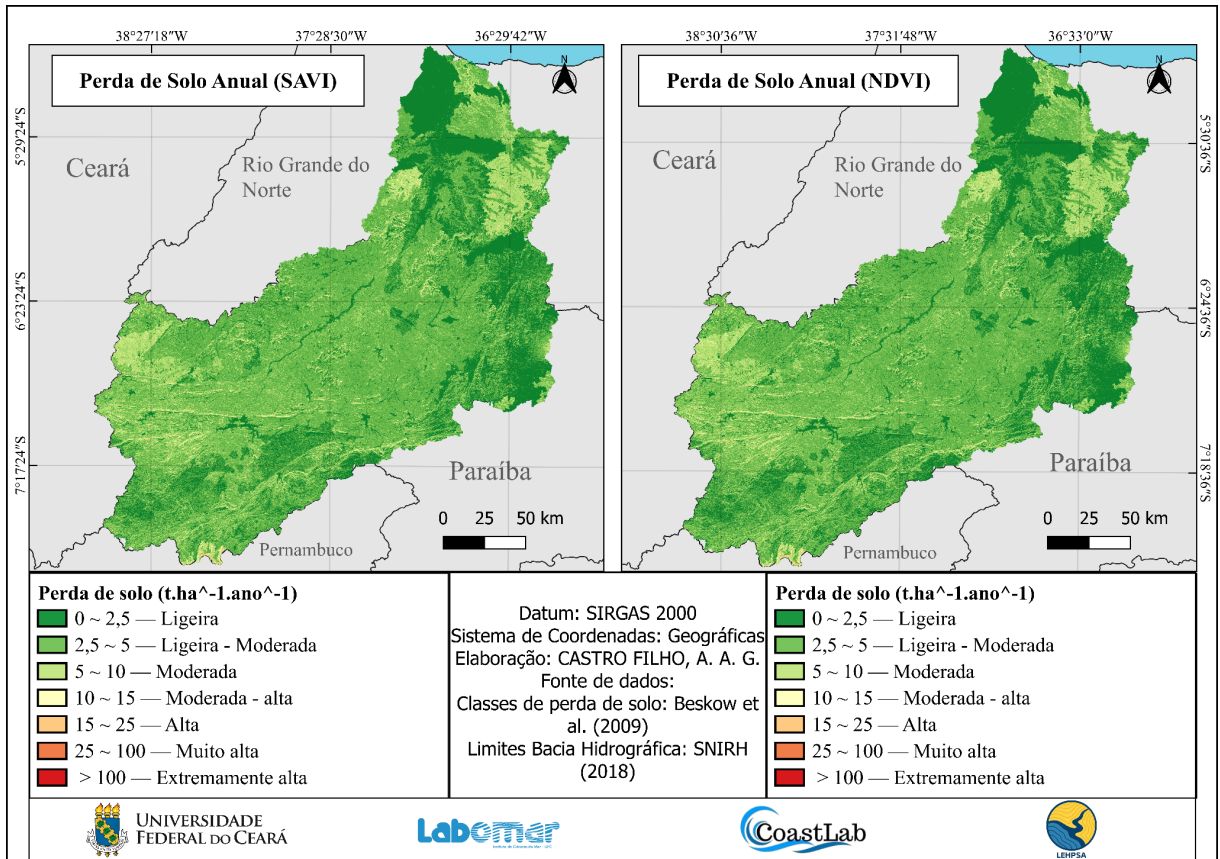 38°27'18"W 37°28'30"W 36°29'42"W
Perda de Solo Anual (SAVI)
N
5°29'24"S
6°23'24"S
7°17'24"S
Ceará
Rio Grande do
Norte
Paraíba
Pernambuco
0 25 50 km
38°30'36"W 37°31'48"W 36°33'0"W
Perda de Solo Anual (NDVI)
N
5°30'36"S
6°24'36"S
7°18'36"S
Ceará
Rio Grande do
Norte
Paraíba
Pernambuco
0 25 50 km
Perda de solo (t.ha^-1.ano^-1)
0 ~ 2,5 — Ligeira
2,5 ~ 5 — Ligeira - Moderada
5 ~ 10 — Moderada
10 ~ 15 — Moderada - alta
15 ~ 25 — Alta
25 ~ 100 — Muito alta
> 100 — Extremamente alta
Datum: SIRGAS 2000
Sistema de Coordenadas: Geográficas
Elaboração: CASTRO FILHO, A. A. G.
Fonte de dados:
Classes de perda de solo: Beskow et
al. (2009)
Limites Bacia Hidrográfica: SNIRH
(2018)
Perda de solo (t.ha^-1.ano^-1)
0 ~ 2,5 — Ligeira
2,5 ~ 5 — Ligeira - Moderada
5 ~ 10 — Moderada
10 ~ 15 — Moderada - alta
15 ~ 25 — Alta
25 ~ 100 — Muito alta
> 100 — Extremamente alta
UNIVERSIDADE
FEDERAL DO CEARÁ
Labomar
CoastLab
LEHPSA